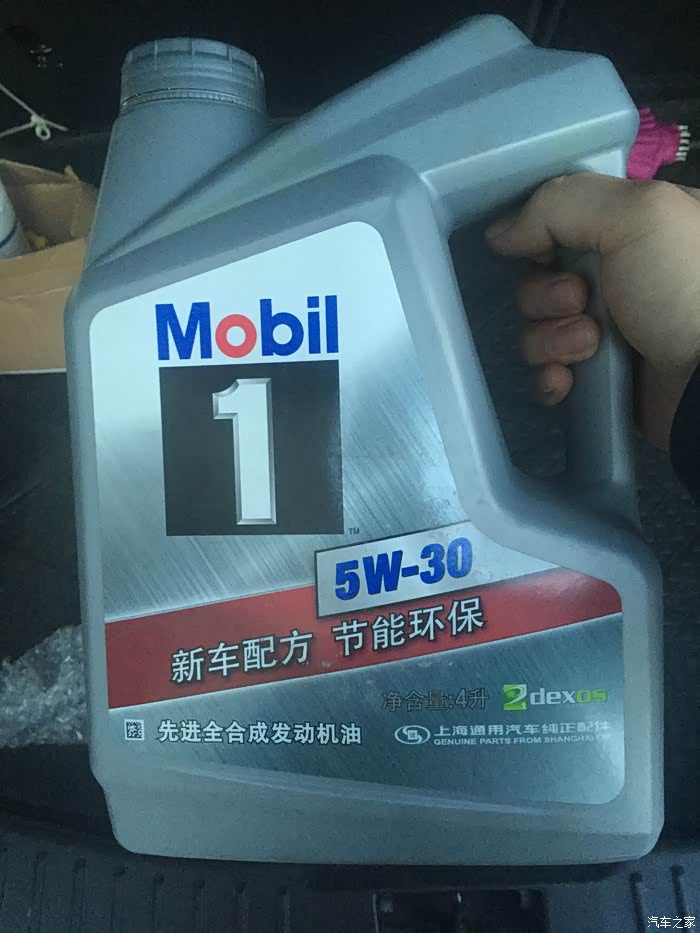 Mobil
1
TM
5W-30
新车配方 节能环保
净含量:4升
2 dexos
先进全合成发动机油
上海通用汽车纯正配件
GENUINE PARTS FROM SHANGHAI
汽车之家